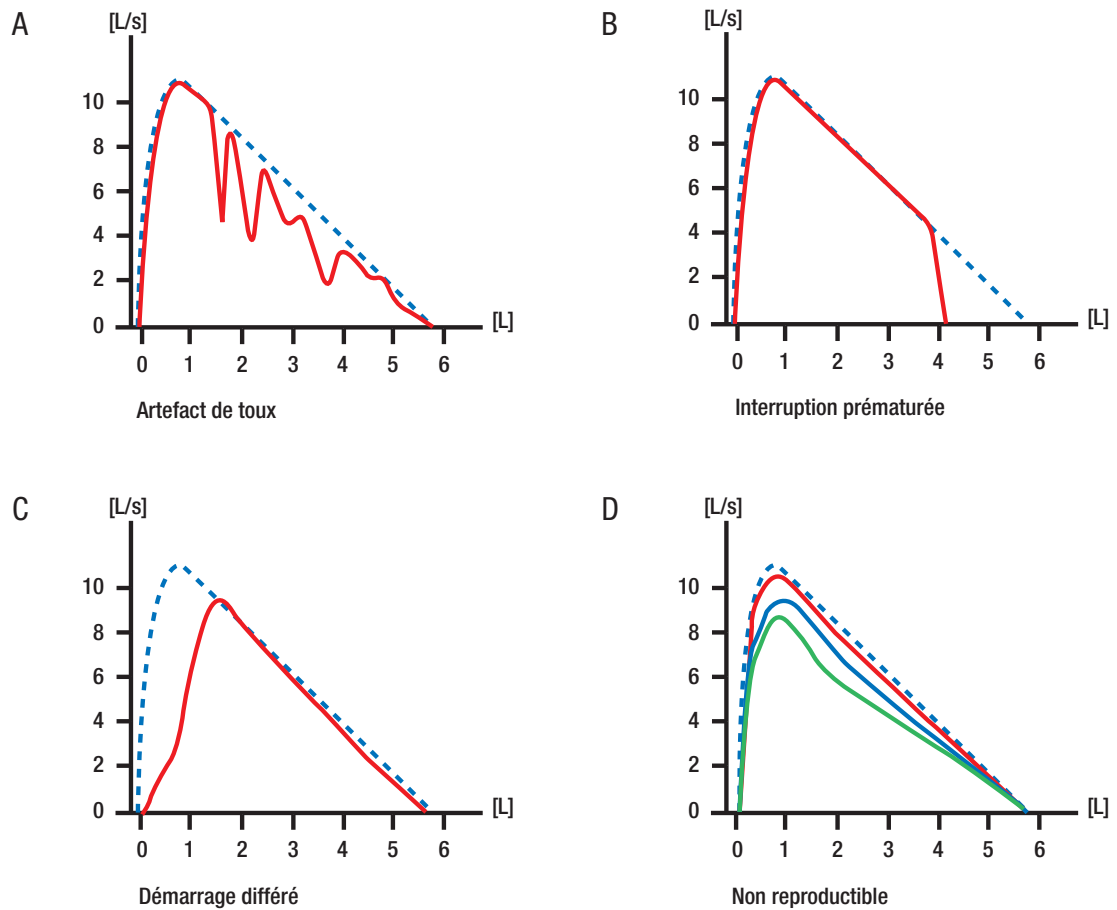 A
[L/s]
10
8
6
4
2
0
0 1 2 3 4 5 6
[L]
Artefact de toux
B
[L/s]
10
8
6
4
2
0
0 1 2 3 4 5 6
[L]
Interruption prématurée
C
[L/s]
10
8
6
4
2
0
0 1 2 3 4 5 6
[L]
Démarrage différé
D
[L/s]
10
8
6
4
2
0
0 1 2 3 4 5 6
[L]
Non reproductible